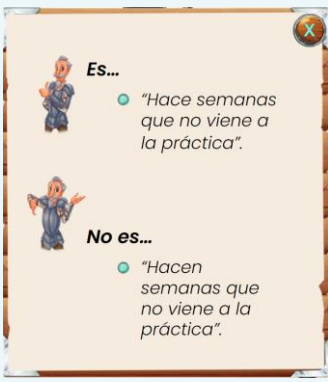 X
Es...
"Hace semanas
que no viene a
la práctica".
No es...
"Hacen
semanas que
no viene a la
práctica".